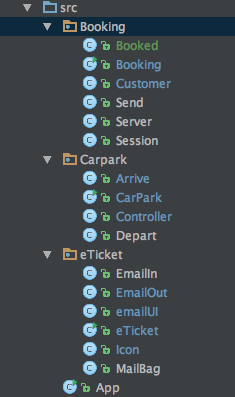 src
Booking
Booked
Booking
Customer
Send
Server
Session
Carpark
Arrive
CarPark
Controller
Depart
eTicket
EmailIn
EmailOut
emailUI
eTicket
Icon
MailBag
App